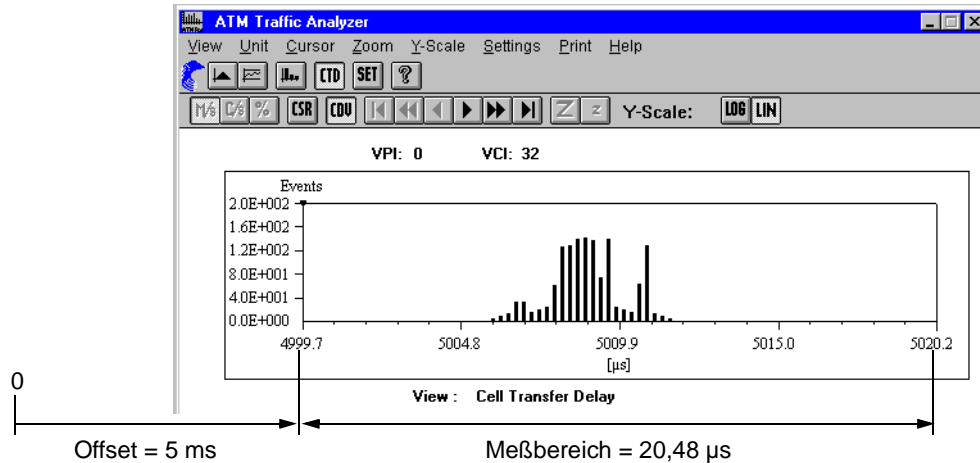 ATM Traffic Analyzer
View Unit Cursor Zoom Y-Scale Settings Print Help
CTD SET ?
M/s C/s % CSR CDV Z z Y-Scale: LOG LIN
VPI: 0 VCI: 32
Events
2.0E+002
1.6E+002
1.2E+002
8.0E+001
4.0E+001
0.0E+000
4999.7 5004.8 5009.9 5015.0 5020.2
[µs]
View : Cell Transfer Delay
0
Offset = 5 ms
Meßbereich = 20,48 µs